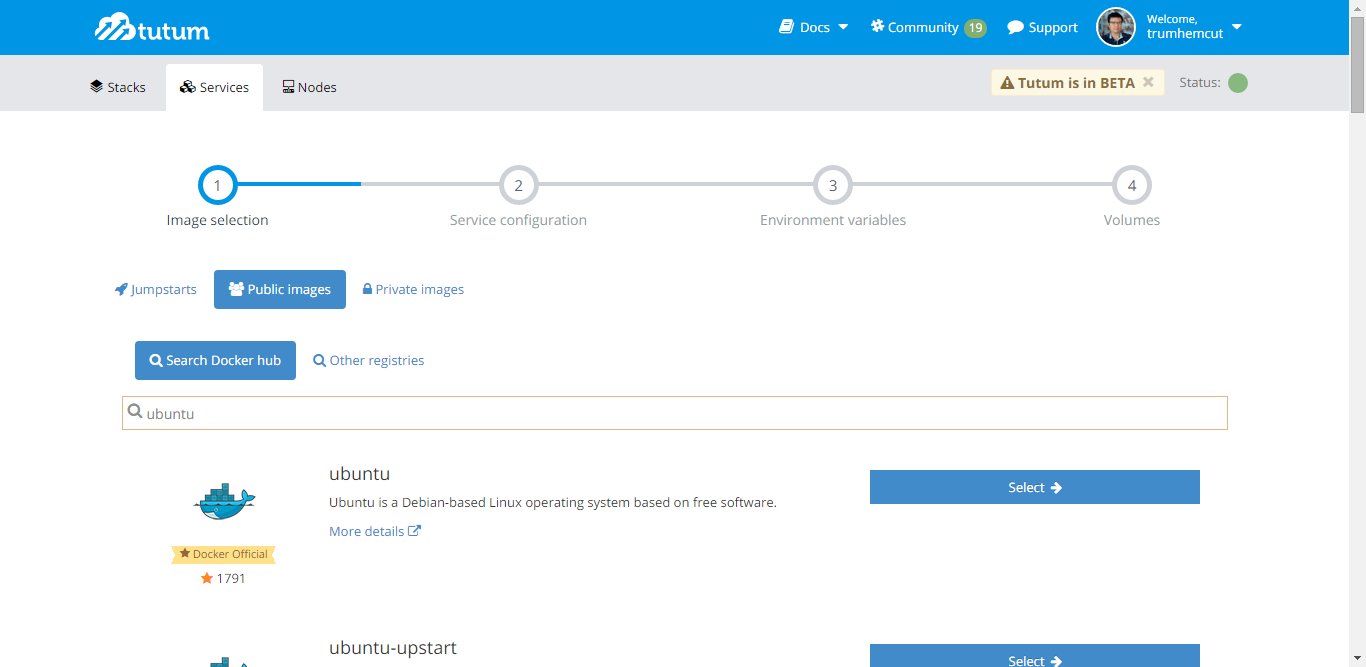 tutum
Docs
Community 19
Support
Welcome,
trumhemcut
Stacks
Services
Nodes
Tutum is in BETA
Status:
1
2
3
4
Image selection
Service configuration
Environment variables
Volumes
Jumpstarts
Public images
Private images
Search Docker hub
Other registries
ubuntu
ubuntu
Select
Ubuntu is a Debian-based Linux operating system based on free software.
More details
Docker Official
1791
ubuntu-upstart
Select